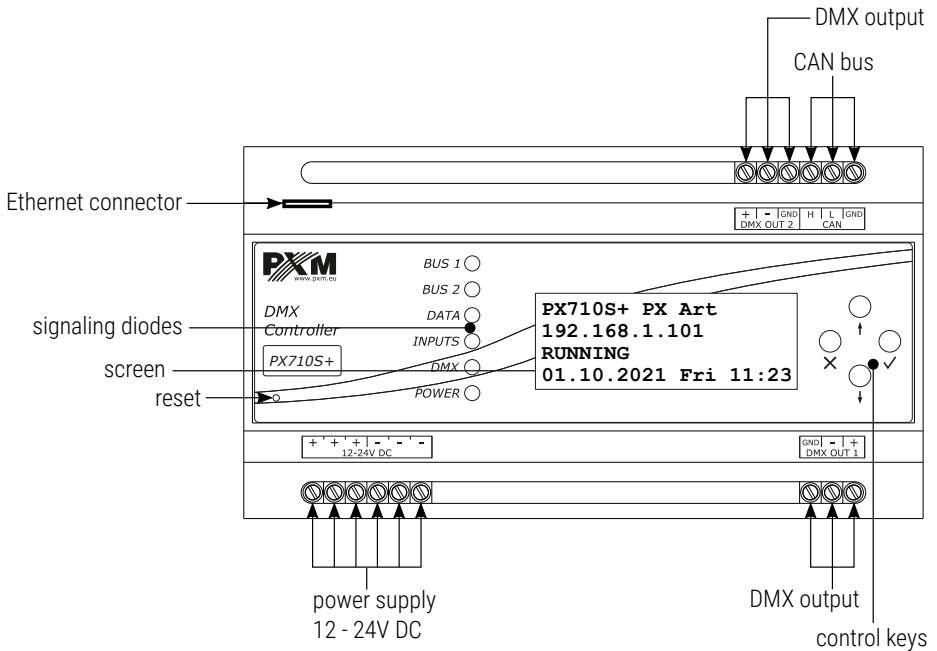 DMX output
CAN bus
Ethernet connector
+ - GND H L GND
DMX OUT 2 CAN
PXM
www.pxm.eu
BUS 1
BUS 2
DMX
Controller
DATA
signaling diodes
INPUTS
PX710S+
screen
DMX
reset
POWER
PX710S+ PX Art
192.168.1.101
RUNNING
01.10.2021 Fri 11:23
+ + + - - -
12-24V DC
GND - +
DMX OUT 1
power supply
12 - 24V DC
DMX output
control keys